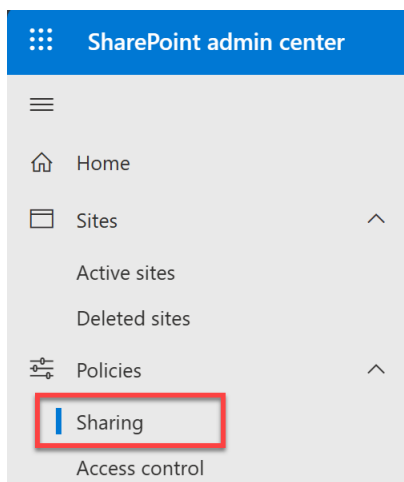 SharePoint admin center
Home
Sites
Active sites
Deleted sites
Policies
Sharing
Access control